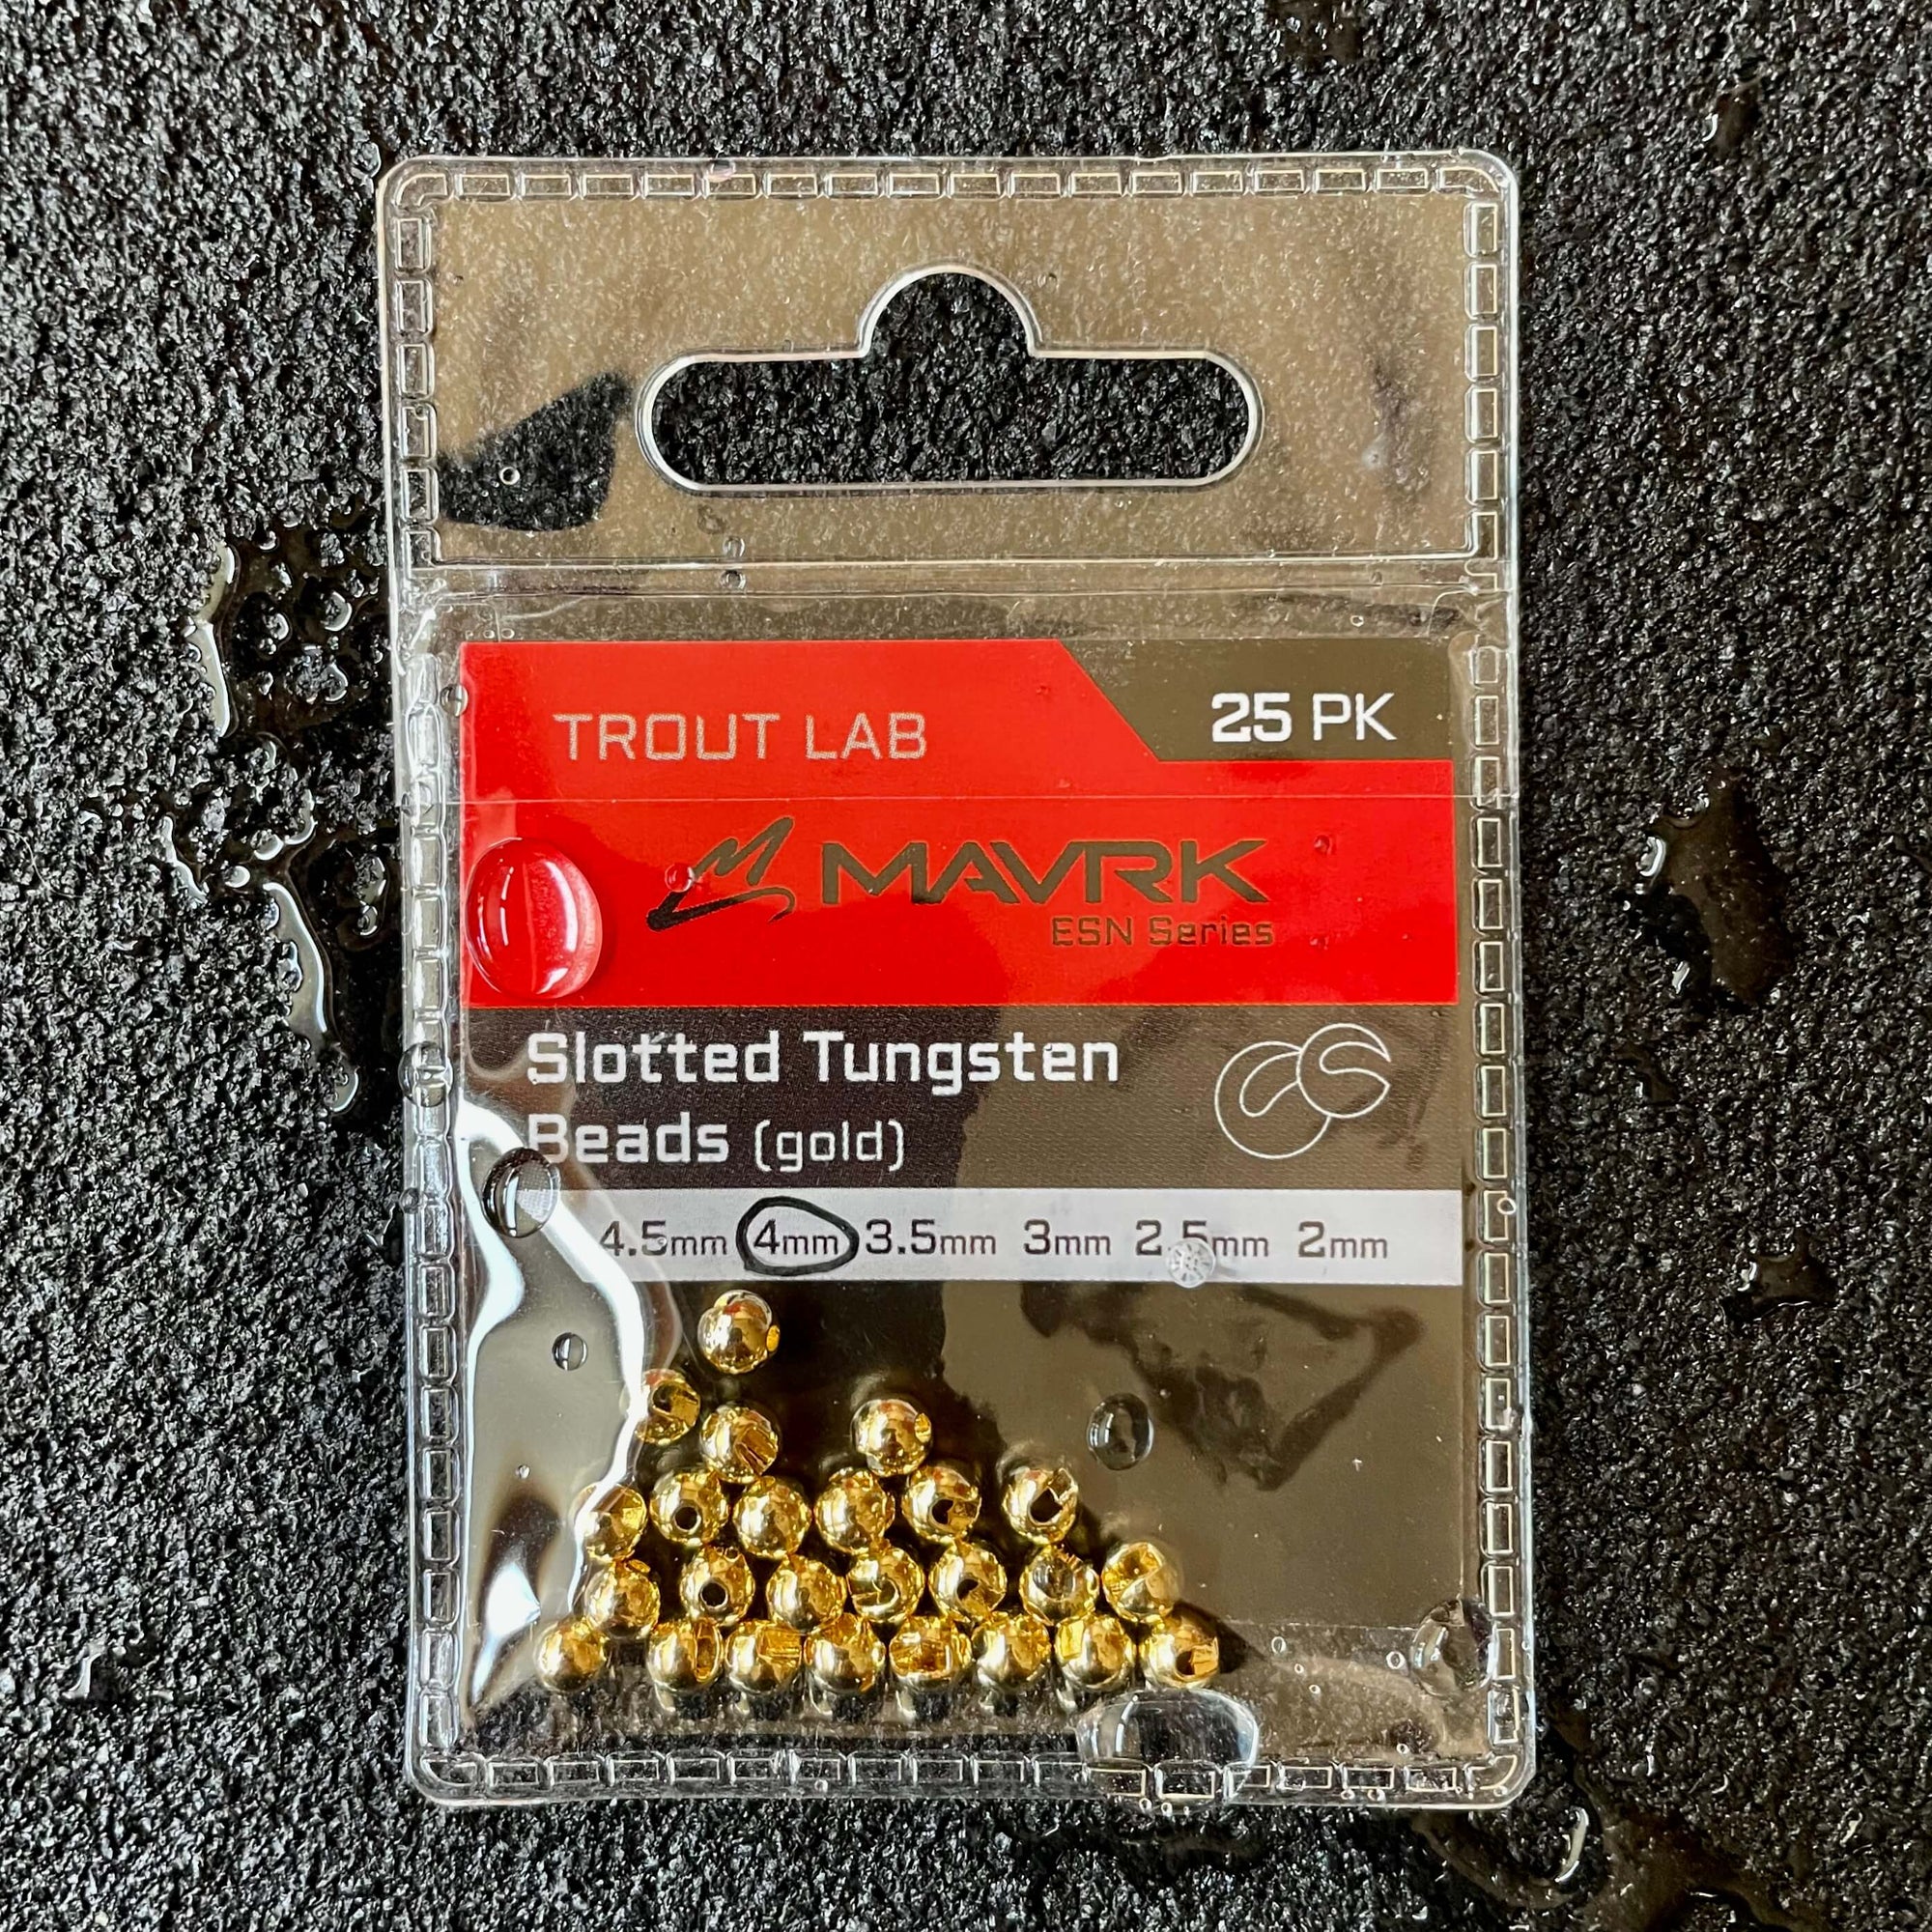 TROUT LAB
25 PK
MAVRK
ESN Series
Slotted Tungsten
Beads (gold)
4.5mm 4mm 3.5mm 3mm 2.5mm 2mm